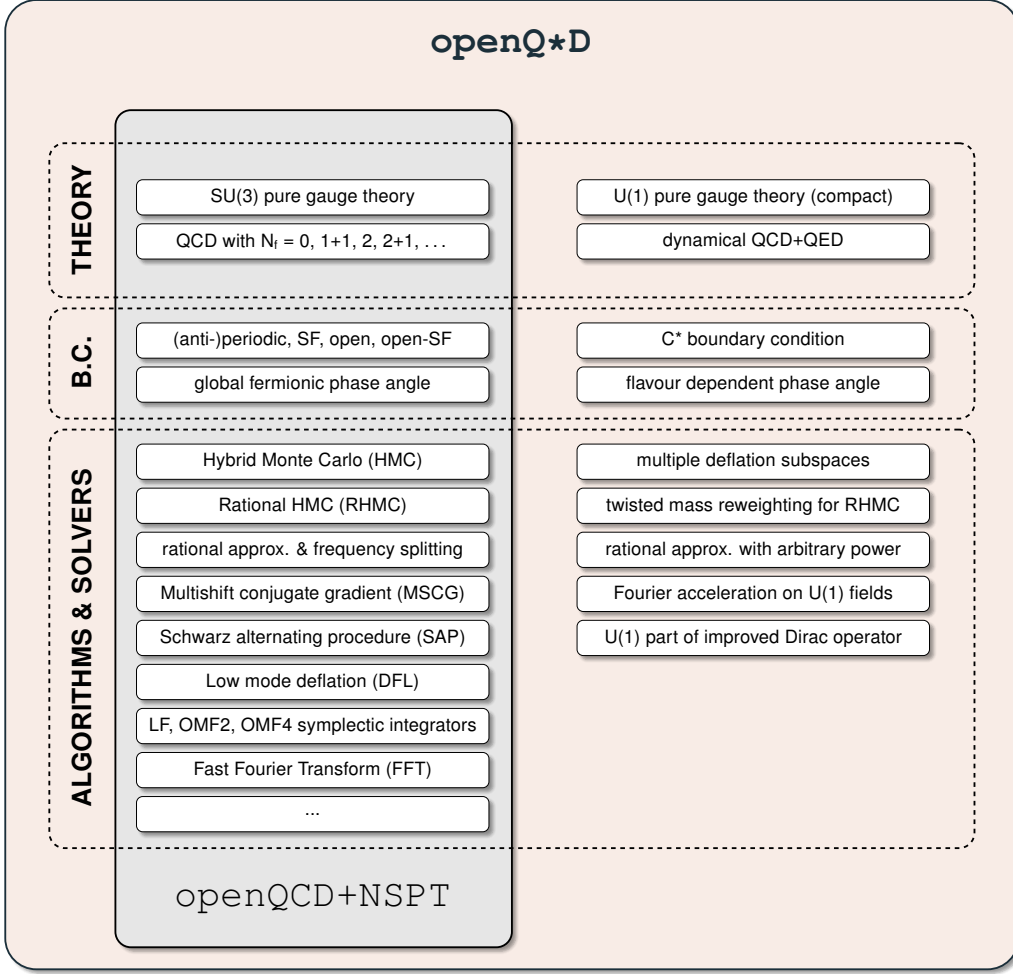 openQ*D
THEORY
SU(3) pure gauge theory
U(1) pure gauge theory (compact)
QCD with Nf = 0, 1+1, 2, 2+1, ...
dynamical QCD+QED
B.C.
(anti-)periodic, SF, open, open-SF
C* boundary condition
global fermionic phase angle
flavour dependent phase angle
ALGORITHMS & SOLVERS
Hybrid Monte Carlo (HMC)
multiple deflation subspaces
Rational HMC (RHMC)
twisted mass reweighting for RHMC
rational approx. & frequency splitting
rational approx. with arbitrary power
Multishift conjugate gradient (MSCG)
Fourier acceleration on U(1) fields
Schwarz alternating procedure (SAP)
U(1) part of improved Dirac operator
Low mode deflation (DFL)
LF, OMF2, OMF4 symplectic integrators
Fast Fourier Transform (FFT)
...
openQCD+NSPT